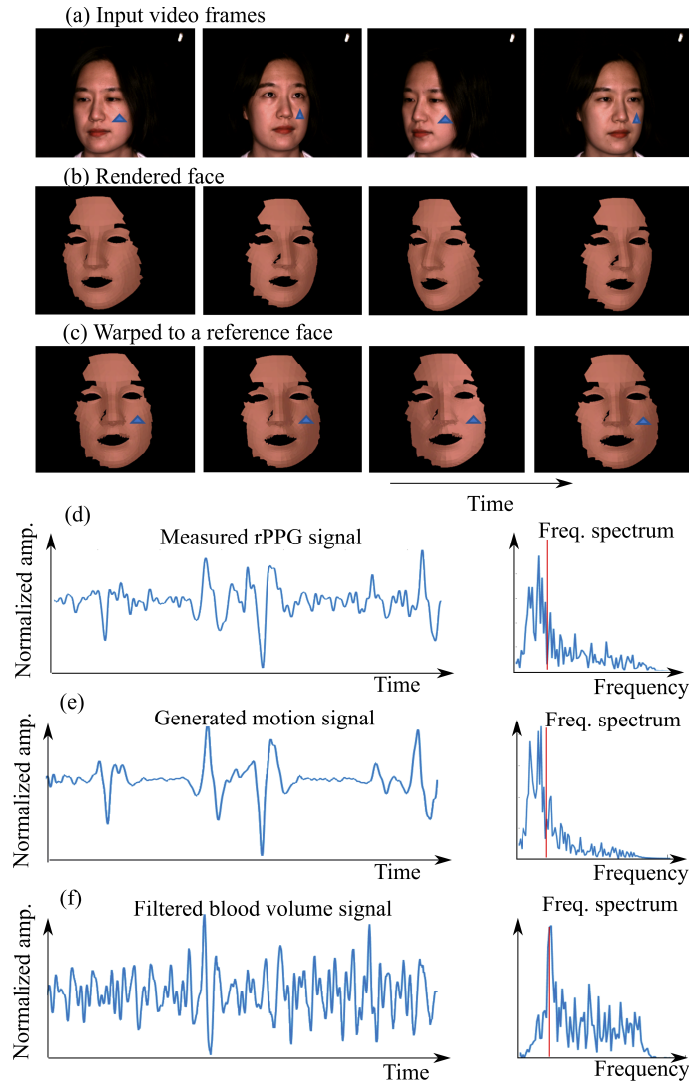 (a) Input video frames
(b) Rendered face
(c) Warped to a reference face
Time
(d)
Measured rPPG signal
Freq. spectrum
Normalized amp.
Time
Frequency
(e)
Generated motion signal
Freq. spectrum
Normalized amp.
Time
Frequency
(f)
Filtered blood volume signal
Freq. spectrum
Normalized amp.
Time
Frequency